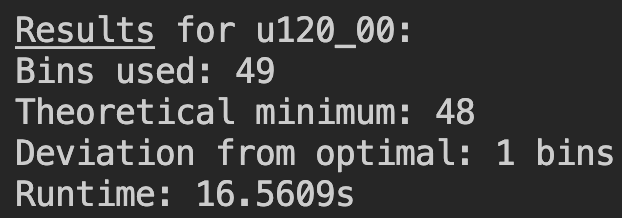 Results for u120_00:
Bins used: 49
Theoretical minimum: 48
Deviation from optimal: 1 bins
Runtime: 16.5609s